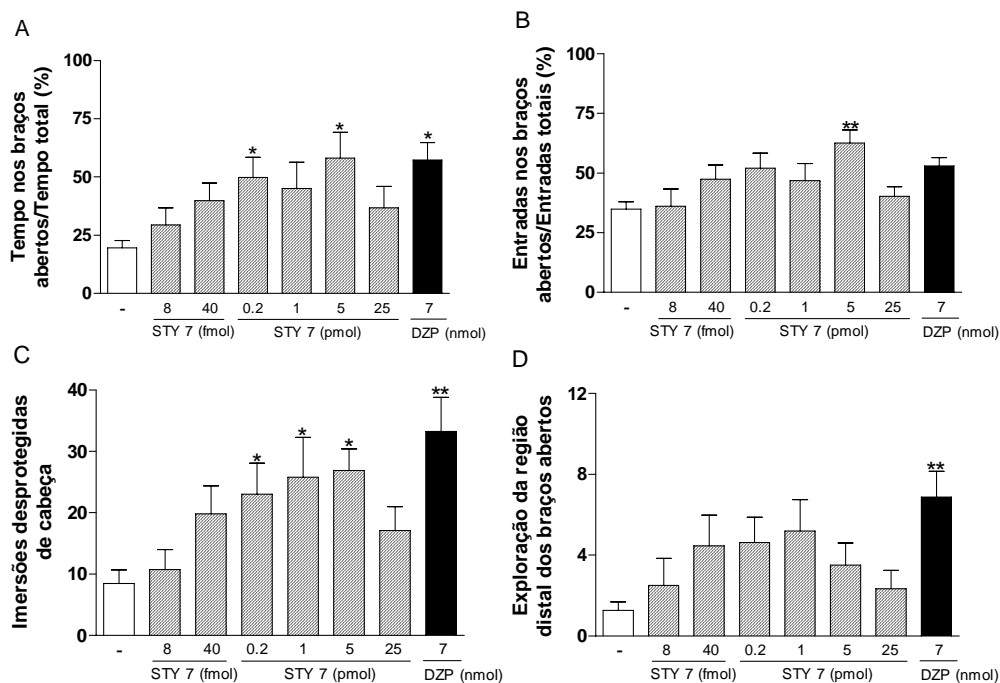 A
Tempo nos braços
abertos/Tempo total (%)
100
75
50
25
0
*
*
*
-
8
40
0.2
1
5
25
7
STY 7 (fmol)
STY 7 (pmol)
DZP (nmol)
B
Entradas nos braços
abertos/Entradas totais (%)
100
75
50
25
0
**
-
8
40
0.2
1
5
25
7
STY 7 (fmol)
STY 7 (pmol)
DZP (nmol)
C
Imersões desprotegidas
de cabeça
40
30
20
10
0
*
*
*
**
-
8
40
0.2
1
5
25
7
STY 7 (fmol)
STY 7 (pmol)
DZP (nmol)
D
Exploração da região
distal dos braços abertos
12
8
4
0
**
-
8
40
0.2
1
5
25
7
STY 7 (fmol)
STY 7 (pmol)
DZP (nmol)